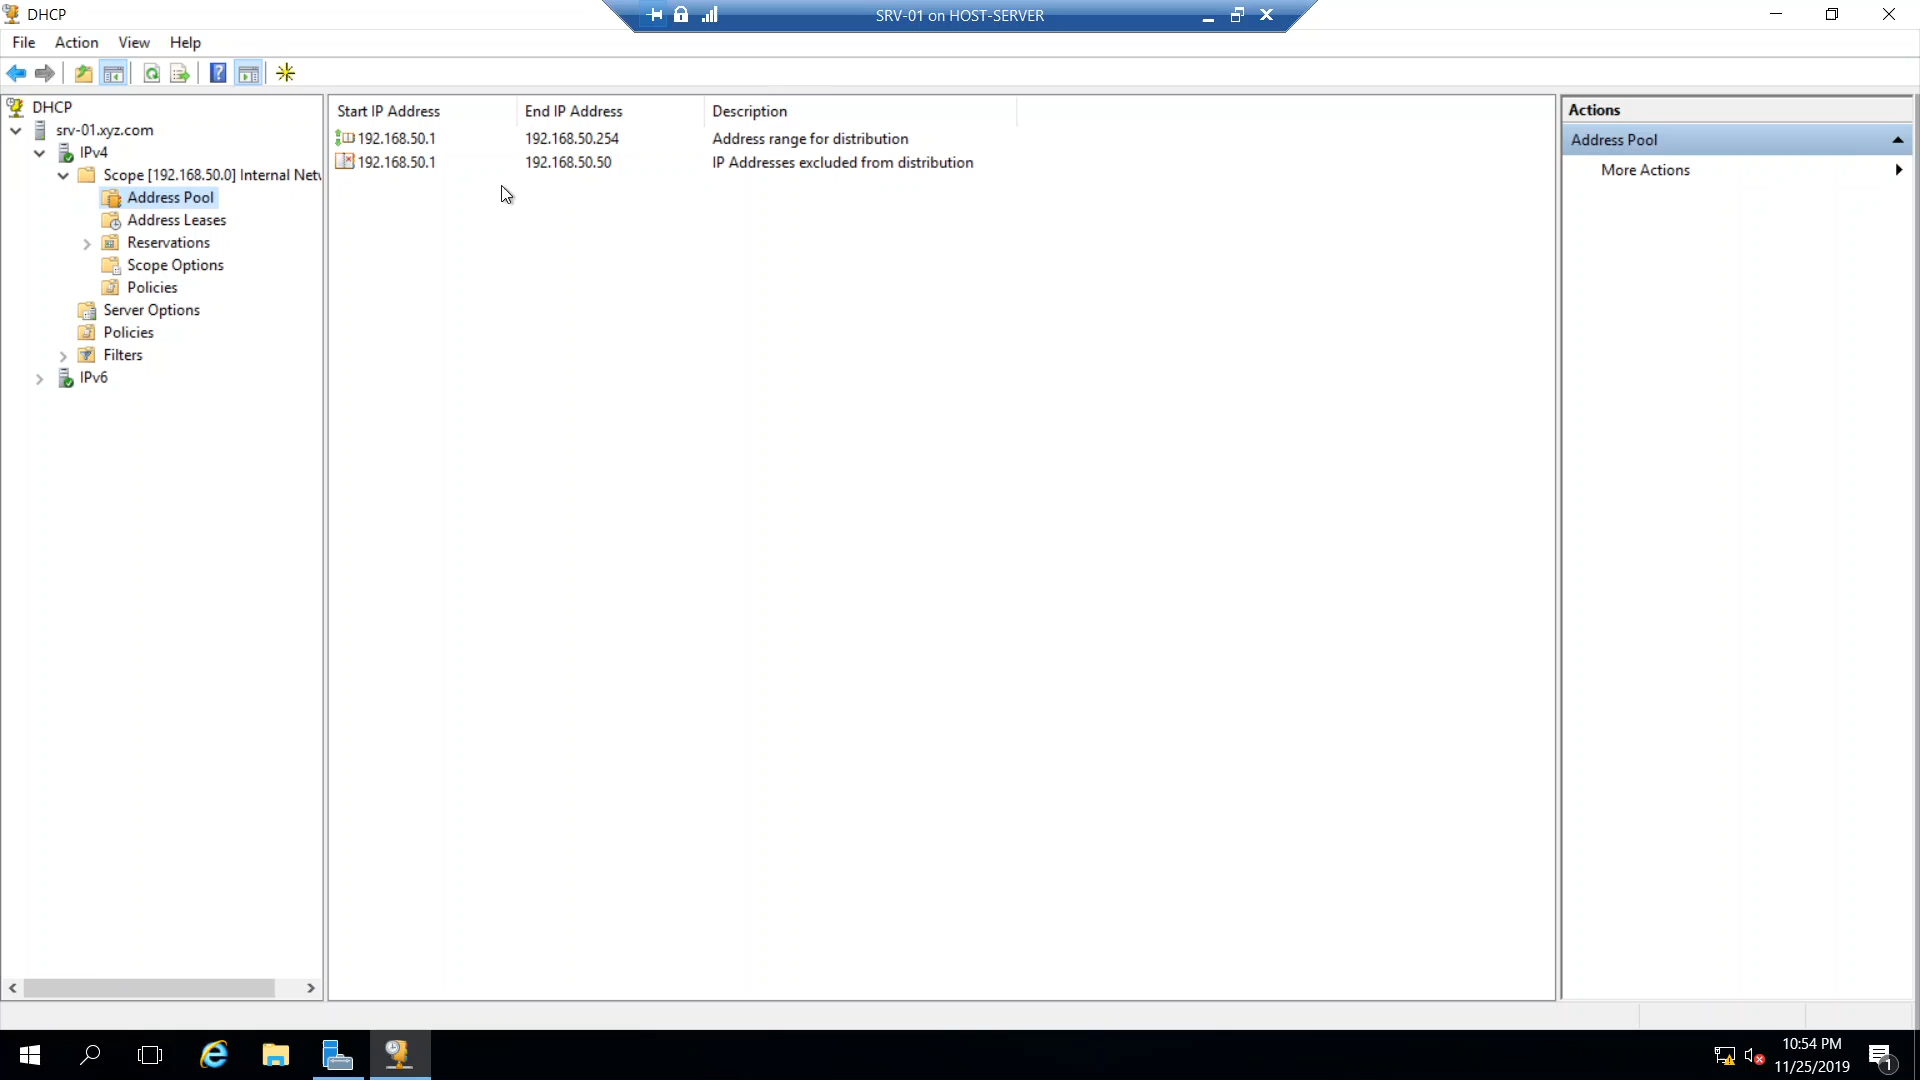 DHCP
SRV-01 on HOST-SERVER
File Action View Help
DHCP
srv-01.xyz.com
IPv4
Scope [192.168.50.0] Internal Netw
Address Pool
Address Leases
Reservations
Scope Options
Policies
Server Options
Policies
Filters
IPv6
Start IP Address End IP Address Description
192.168.50.1 192.168.50.254 Address range for distribution
192.168.50.1 192.168.50.50 IP Addresses excluded from distribution
Actions
Address Pool
More Actions
10:54 PM
11/25/2019
1